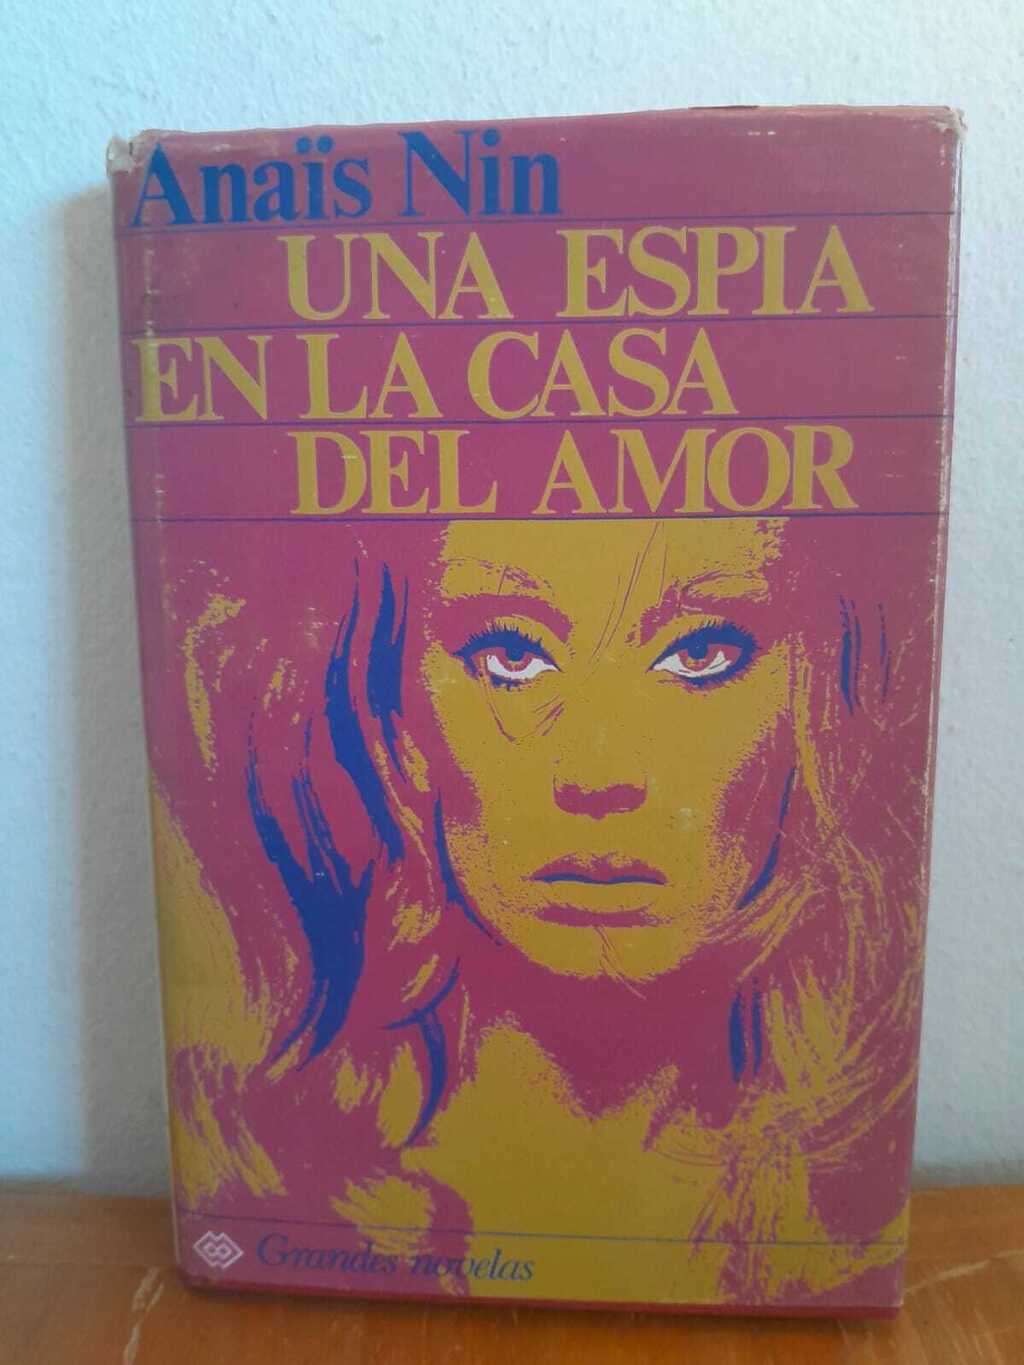 Anaïs Nin
UNA ESPIA
EN LA CASA
DEL AMOR
Grandes novelas